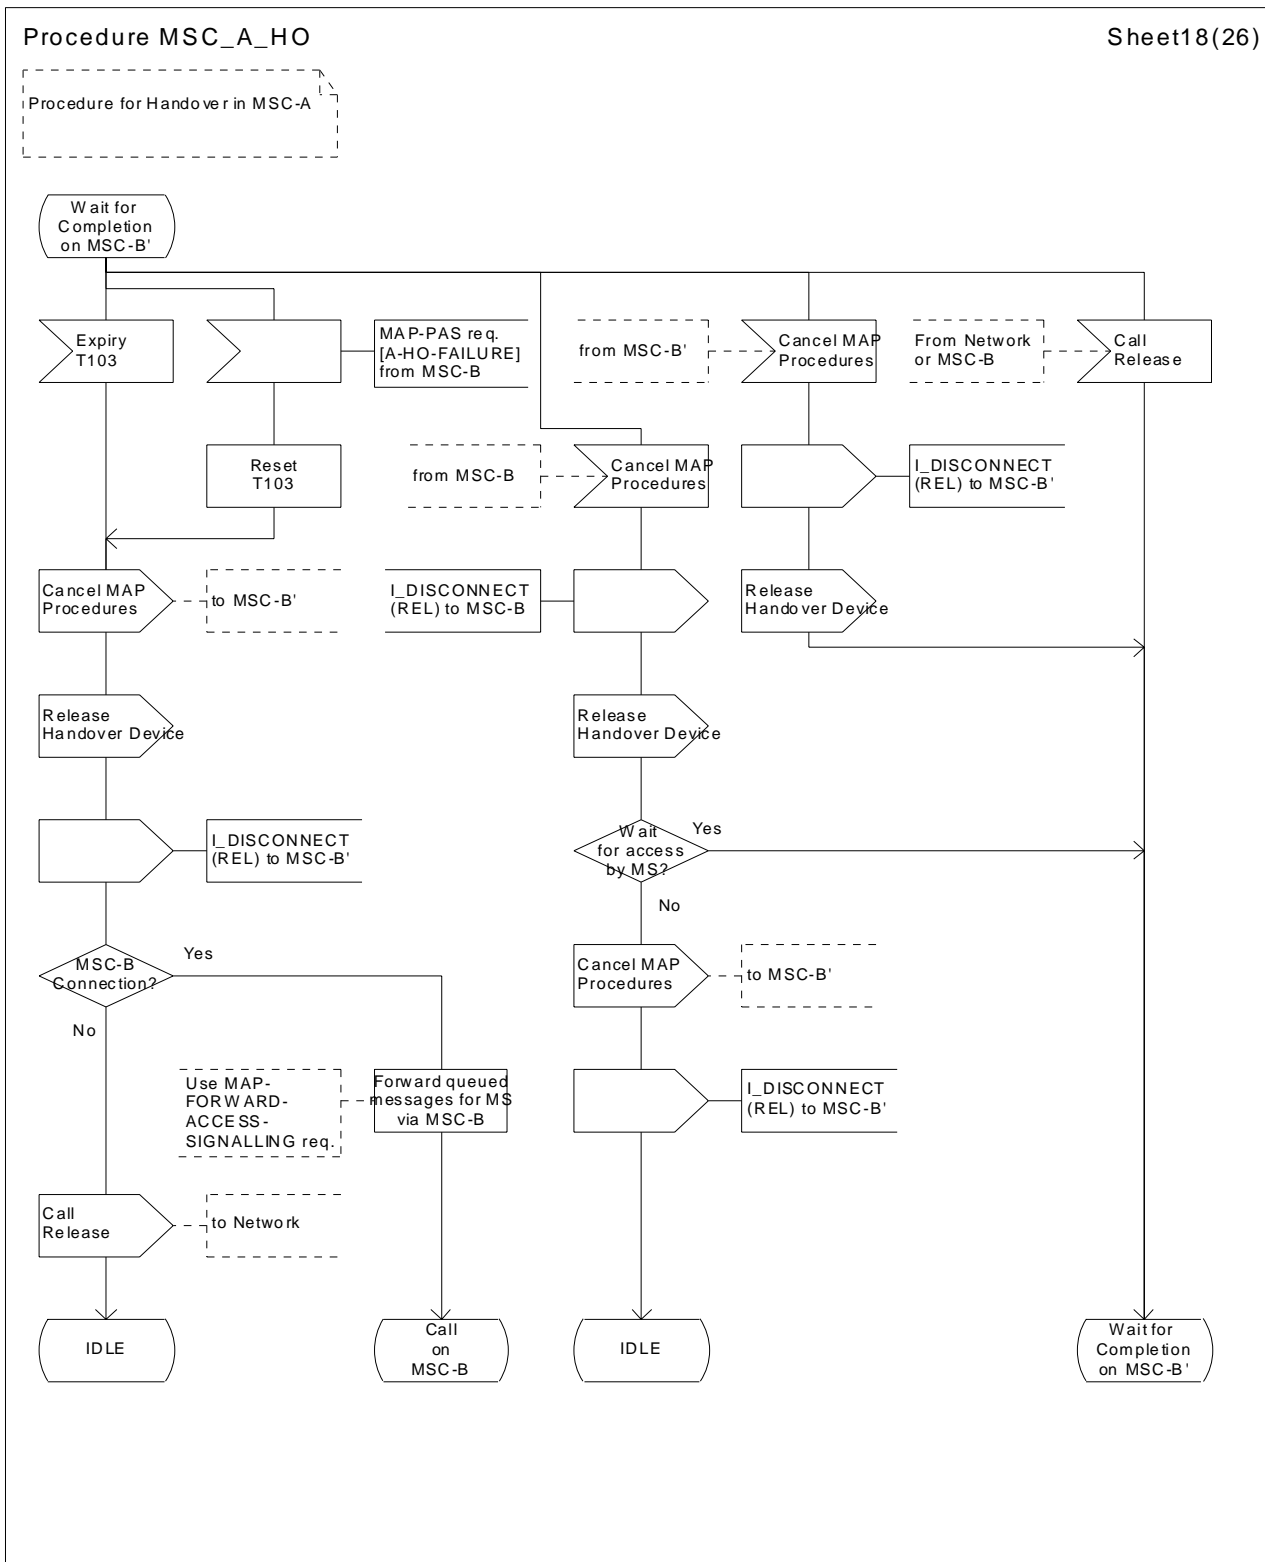 Procedure MSC_A_HO
Sheet18(26)
Procedure for Handover in MSC-A
Wait for
Completion
on MSC-B'
Expiry
T103
MAP-PAS req.
[A-HO-FAILURE]
from MSC-B
from MSC-B'
Cancel MAP
Procedures
From Network
or MSC-B
Call
Release
Reset
T103
from MSC-B
Cancel MAP
Procedures
I_DISCONNECT
(REL) to MSC-B'
Cancel MAP
Procedures
to MSC-B'
I_DISCONNECT
(REL) to MSC-B
Release
Handover Device
Release
Handover Device
Release
Handover Device
I_DISCONNECT
(REL) to MSC-B'
Wait
for access
by MS?
Yes
No
MSC-B
Connection?
Yes
No
Cancel MAP
Procedures
to MSC-B'
Use MAP-
FORWARD-
ACCESS-
SIGNALLING req.
Forward queued
messages for MS
via MSC-B
I_DISCONNECT
(REL) to MSC-B'
Call
Release
to Network
IDLE
Call
on
MSC-B
IDLE
Wait for
Completion
on MSC-B'